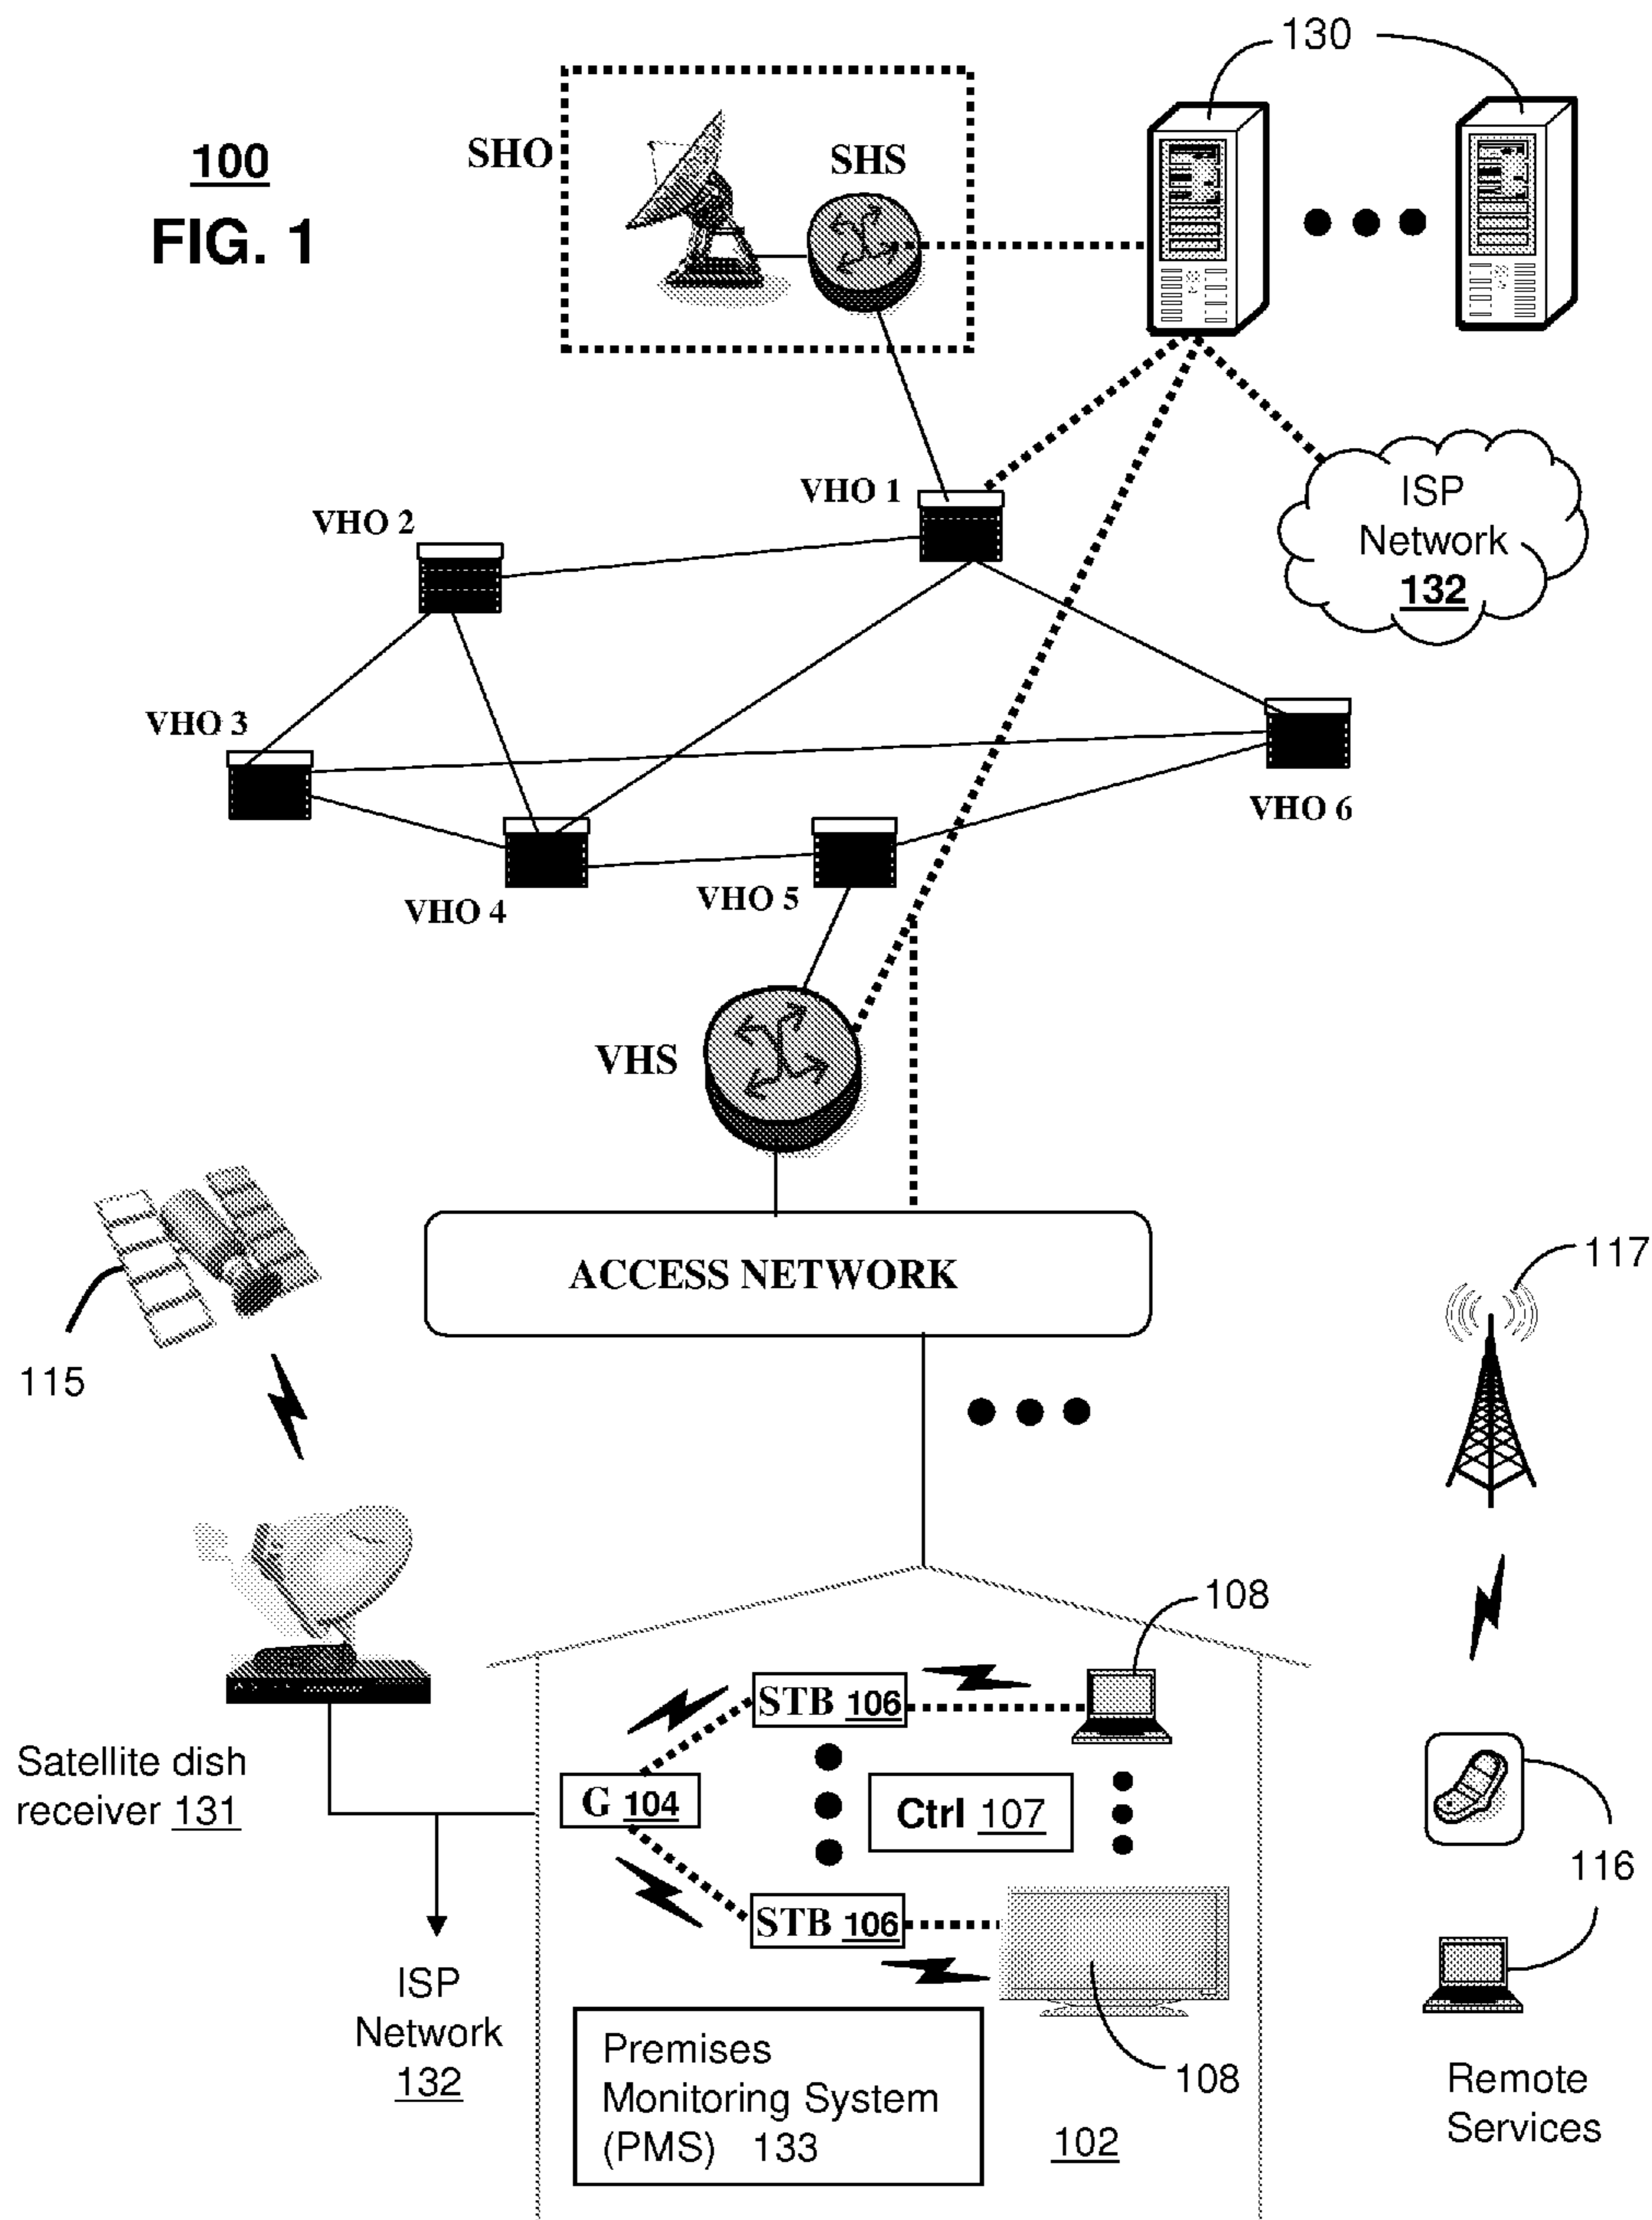 130
100
FIG. 1
SHO
SHS
ISP
Network
132
VHO 1
VHO 2
VHO 3
VHO 6
VHO 4
VHO 5
VHS
ACCESS NETWORK
117
115
108
STB 106
Satellite dish
receiver 131
G 104
Ctrl 107
116
STB 106
ISP
Network
132
Premises
Monitoring System
(PMS) 133
108
102
Remote
Services